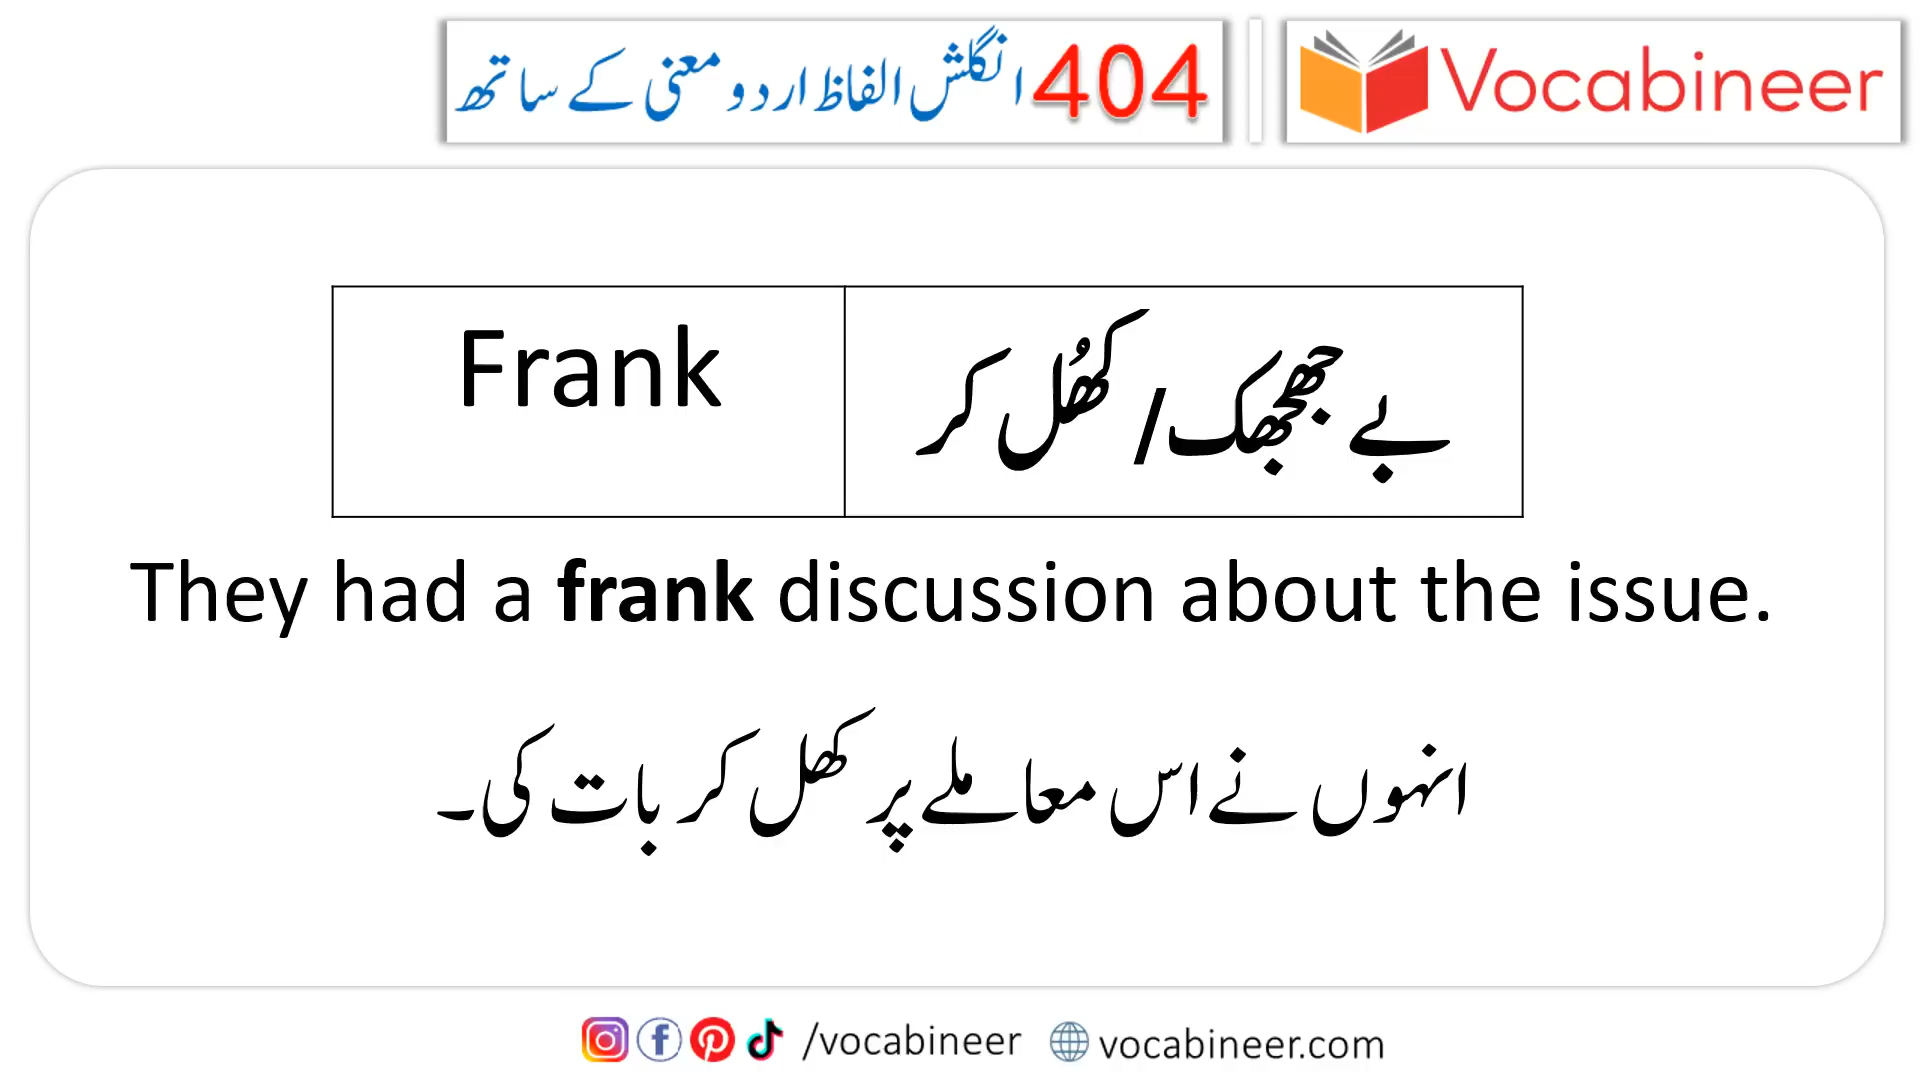 404 انگلش الفاظ اردو معنی کے ساتھ
Vocabineer
Frank
بے جھجھک/ کھُل کر
They had a frank discussion about the issue.
انہوں نے اس معاملے پر کھل کر بات کی۔
/vocabineer vocabineer.com